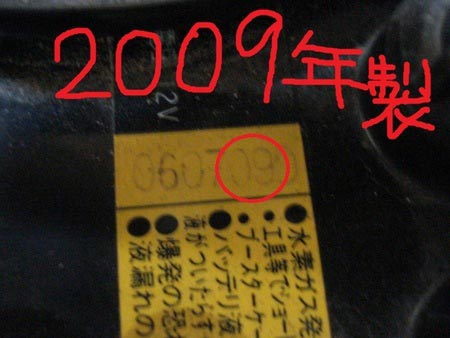 2009年製
2V
060709
●水素ガス発
•工具等でショー
•ブースターケー
●バッテリ液
液がついたらす
●爆発の恐
●液漏れの